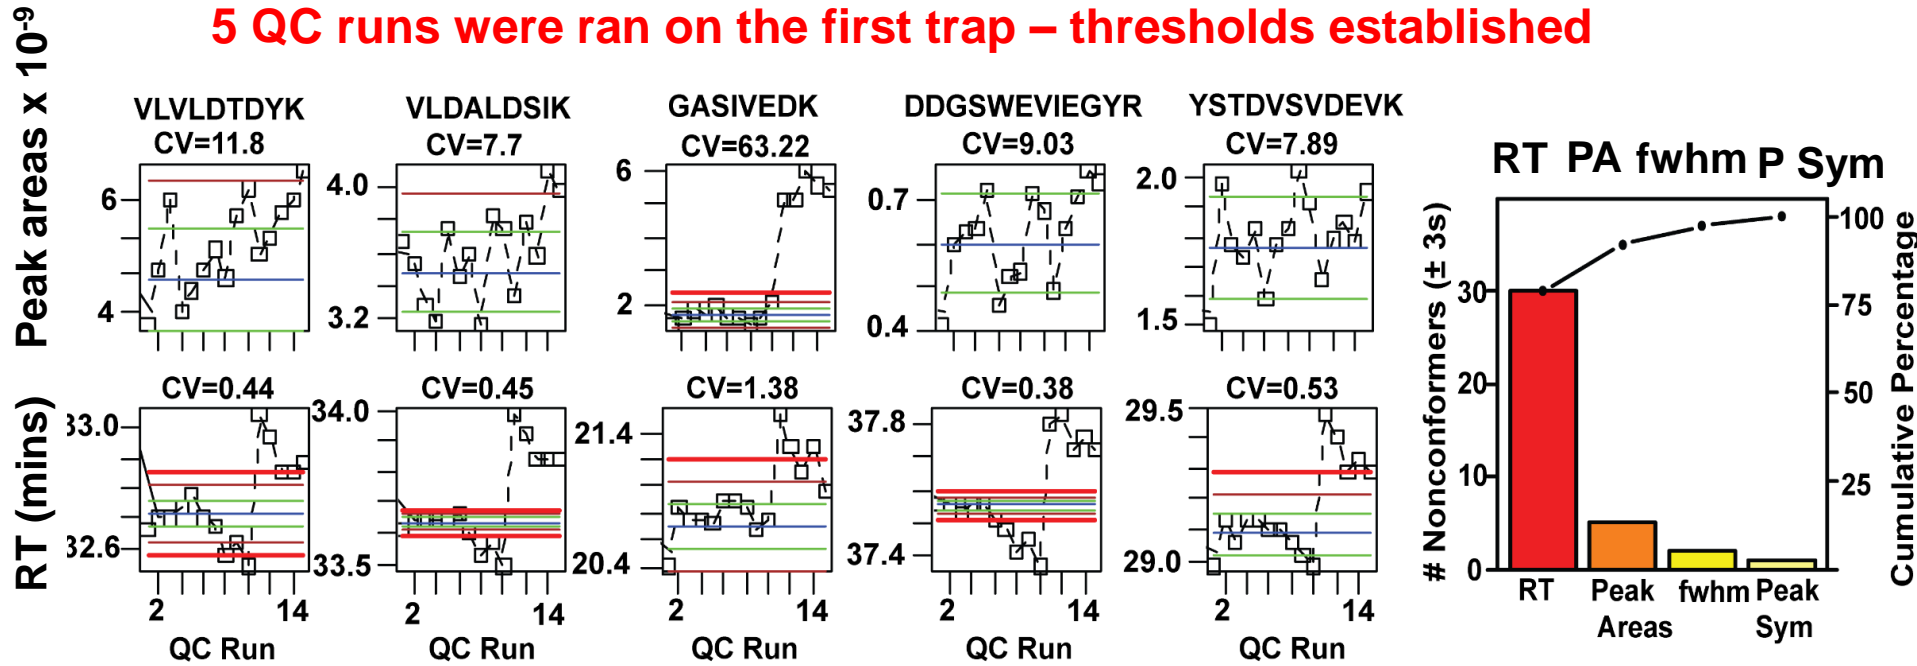 5 QC runs were ran on the first trap – thresholds established
Peak areas x 10-9
VLVLDTDYK
CV=11.8
6
4
VLDALDSIK
CV=7.7
4.0
3.2
GASIVEDK
CV=63.22
6
2
DDGSWEVIEGYR
CV=9.03
0.7
0.4
YSTDVSVDEVK
CV=7.89
2.0
1.5
RT (mins)
CV=0.44
33.0
32.6
2 14
QC Run
CV=0.45
34.0
33.5
2 14
QC Run
CV=1.38
21.4
20.4
2 14
QC Run
CV=0.38
37.8
37.4
2 14
QC Run
CV=0.53
29.5
29.0
2 14
QC Run
RT PA fwhm P Sym
# Nonconformers (± 3s)
30
20
10
0
100
75
50
25
Cumulative Percentage
RT Peak fwhm Peak
Areas Sym